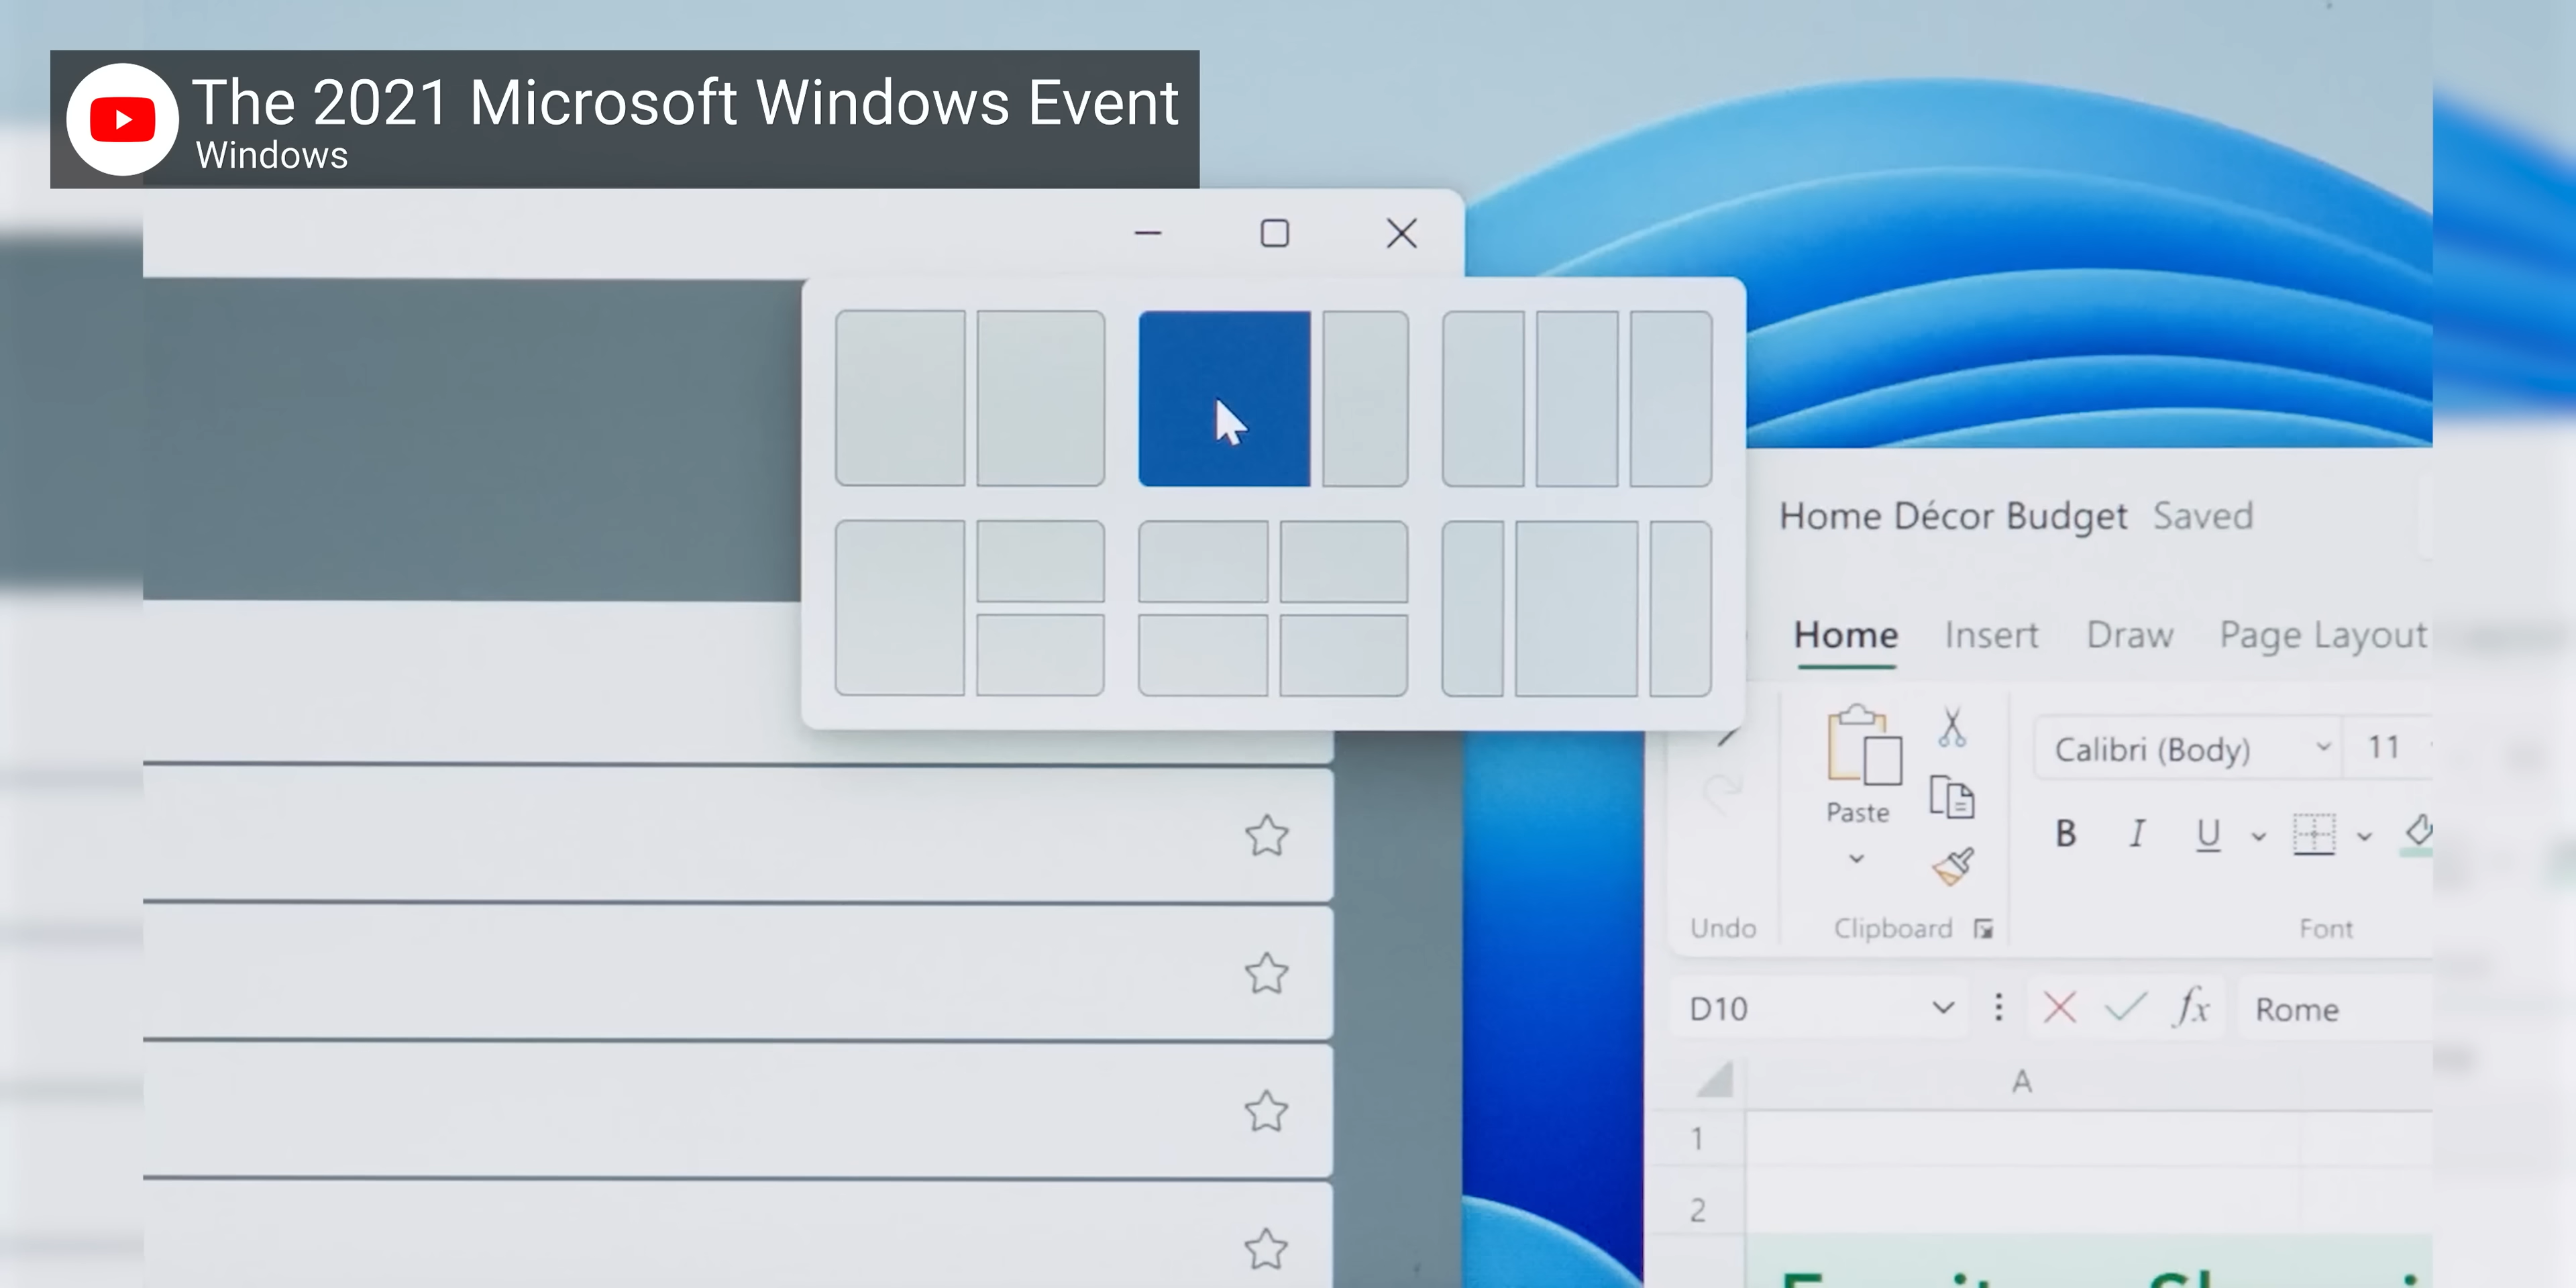 The 2021 Microsoft Windows Event
Windows
Home Décor Budget Saved
Home Insert Draw Page Layout
Calibri (Body) 11
Paste
B I U
Undo Clipboard Font
D10 fx Rome
A
1
2